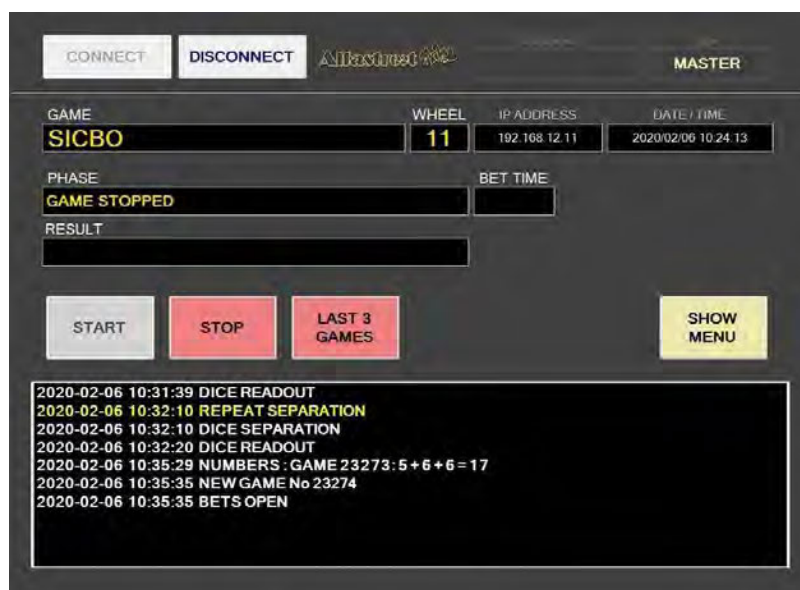 CONNECT
DISCONNECT
Alfastreet
MASTER
GAME
WHEEL
IP ADDRESS
DATE / TIME
SICBO
11
192.168.12.11
2020/02/06 10:24:13
PHASE
BET TIME
GAME STOPPED
RESULT
START
STOP
LAST 3
GAMES
SHOW
MENU
2020-02-06 10:31:39 DICE READOUT
2020-02-06 10:32:10 REPEAT SEPARATION
2020-02-06 10:32:10 DICE SEPARATION
2020-02-06 10:32:20 DICE READOUT
2020-02-06 10:35:29 NUMBERS : GAME 23273: 5 + 6 + 6 = 17
2020-02-06 10:35:35 NEW GAME No 23274
2020-02-06 10:35:35 BETS OPEN